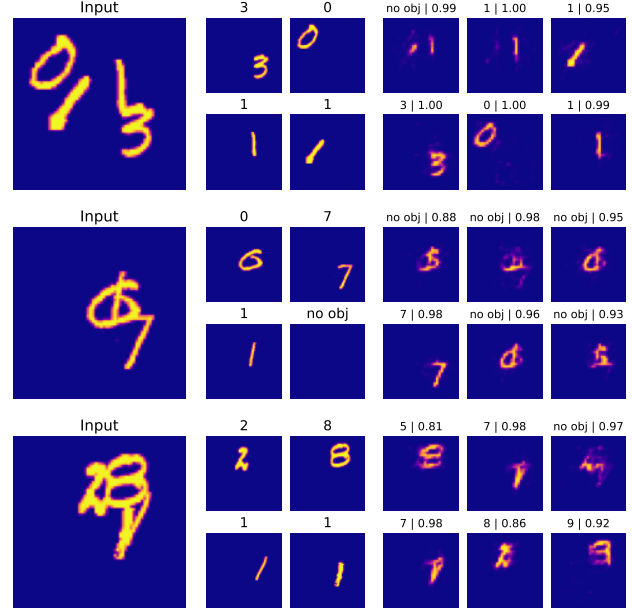 Input 3 0 no obj | 0.99 1 | 1.00 1 | 0.95
1 1 3 | 1.00 0 | 1.00 1 | 0.99
Input 0 7 no obj | 0.88 no obj | 0.98 no obj | 0.95
1 no obj 7 | 0.98 no obj | 0.96 no obj | 0.93
Input 2 8 5 | 0.81 7 | 0.98 no obj | 0.97
1 1 7 | 0.98 8 | 0.86 9 | 0.92